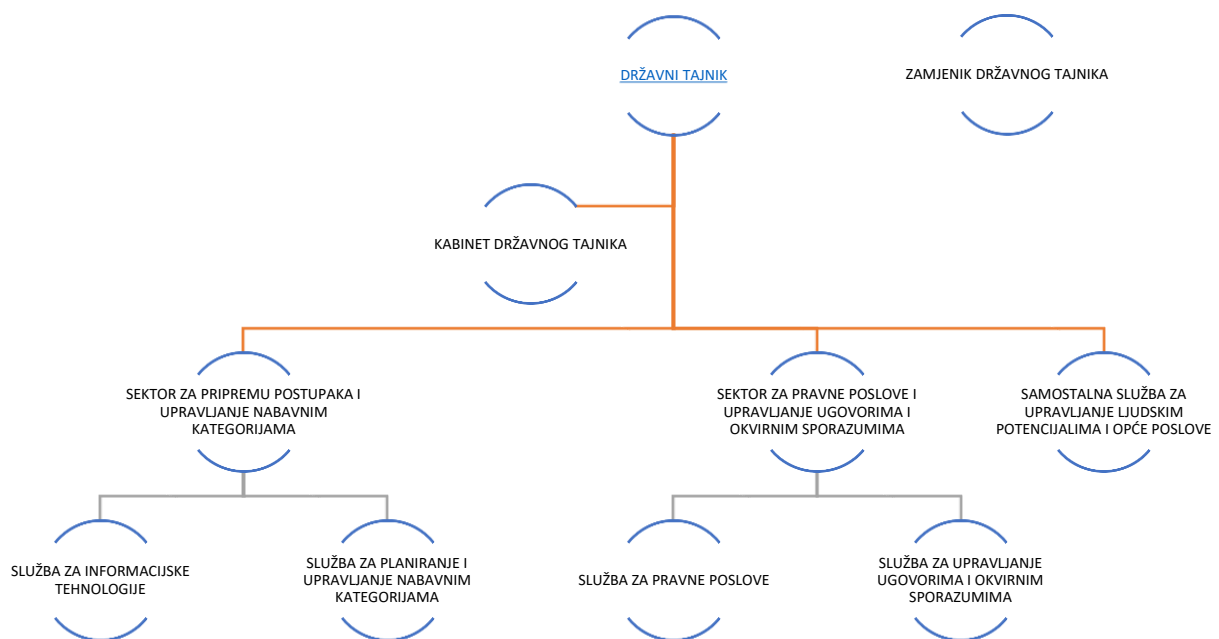 DRŽAVNI TAJNIK
ZAMJENIK DRŽAVNOG TAJNIKA
KABINET DRŽAVNOG TAJNIKA
SEKTOR ZA PRIPREMU POSTUPAKA I
UPRAVLJANJE NABAVNIM
KATEGORIJAMA
SEKTOR ZA PRAVNE POSLOVE I
UPRAVLJANJE UGOVORIMA I
OKVIRNIM SPORAZUMIMA
SAMOSTALNA SLUŽBA ZA
UPRAVLJANJE LJUDSKIM
POTENCIJALIMA I OPĆE POSLOVE
SLUŽBA ZA INFORMACIJSKE
TEHNOLOGIJE
SLUŽBA ZA PLANIRANJE I
UPRAVLJANJE NABAVNIM
KATEGORIJAMA
SLUŽBA ZA PRAVNE POSLOVE
SLUŽBA ZA UPRAVLJANJE
UGOVORIMA I OKVIRNIM
SPORAZUMIMA